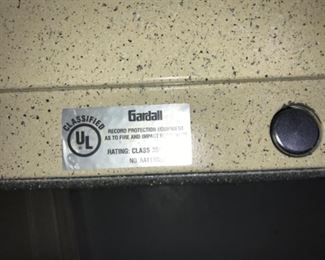 CLASSIFIED
UL
Gardall
RECORD PROTECTION EQUIPMENT
AS TO FIRE AND IMPACT
RATING: CLASS
NO.